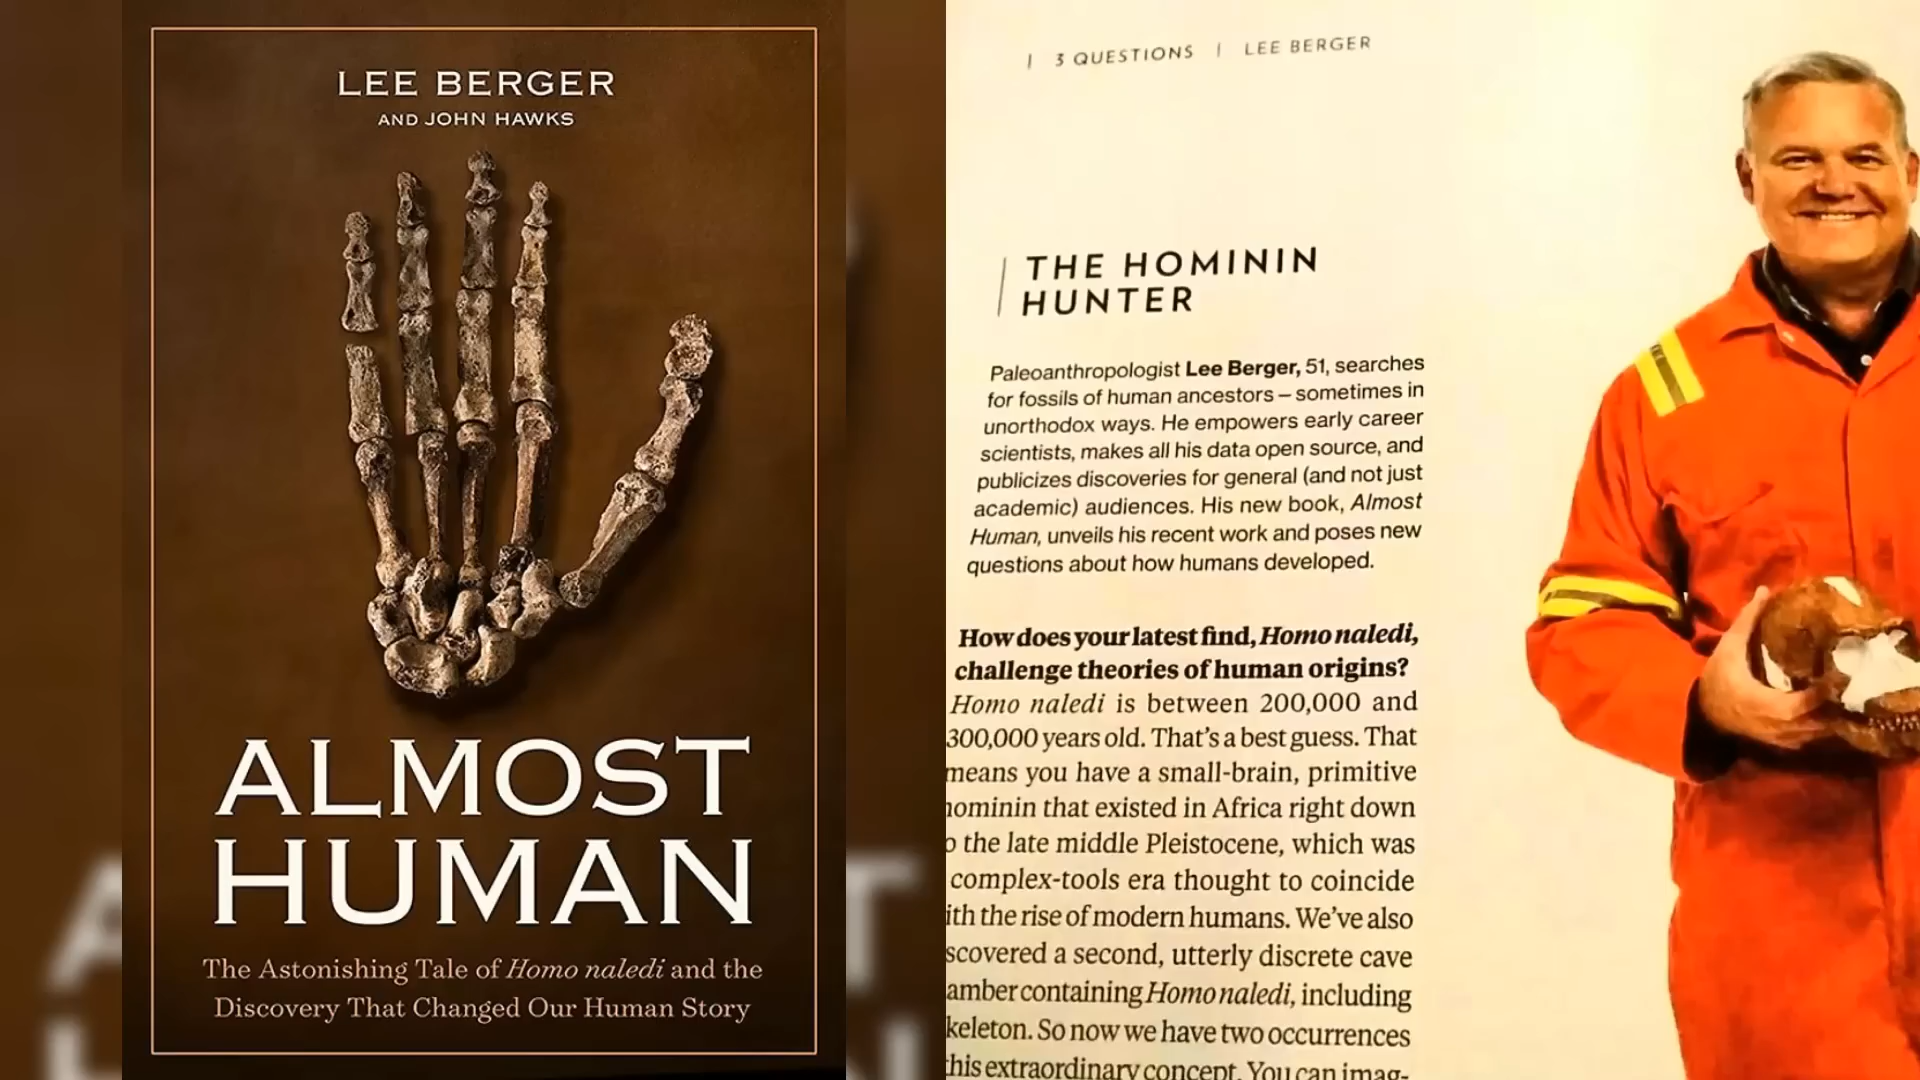 LEE BERGER
AND JOHN HAWKS
ALMOST
HUMAN
The Astonishing Tale of Homo naledi and the
Discovery That Changed Our Human Story
| 3 QUESTIONS | LEE BERGER
THE HOMININ
HUNTER
Paleoanthropologist Lee Berger, 51, searches
for fossils of human ancestors – sometimes in
unorthodox ways. He empowers early career
scientists, makes all his data open source, and
publicizes discoveries for general (and not just
academic) audiences. His new book, Almost
Human, unveils his recent work and poses new
questions about how humans developed.
How does your latest find, Homo naledi,
challenge theories of human origins?
Homo naledi is between 200,000 and
300,000 years old. That's a best guess. That
means you have a small-brain, primitive
ominin that existed in Africa right down
o the late middle Pleistocene, which was
complex-tools era thought to coincide
ith the rise of modern humans. We've also
scovered a second, utterly discrete cave
amber containing Homo naledi, including
keleton. So now we have two occurrences
this extraordinary concept. You can imag-